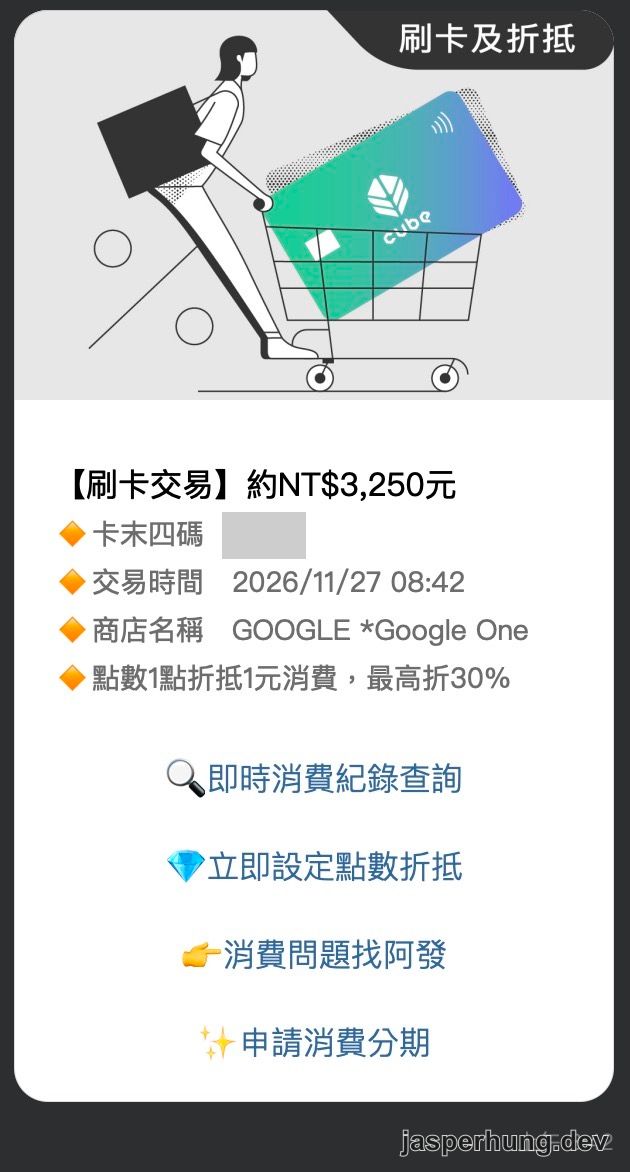 刷卡及折抵
cube
【刷卡交易】約NT$3,250元
🔸卡末四碼
🔸交易時間 2026/11/27 08:42
🔸商店名稱 GOOGLE *Google One
🔸點數1點折抵1元消費，最高折30%
🔍即時消費紀錄查詢
💎立即設定點數折抵
👉消費問題找阿發
✨申請消費分期
jasperhung.dev